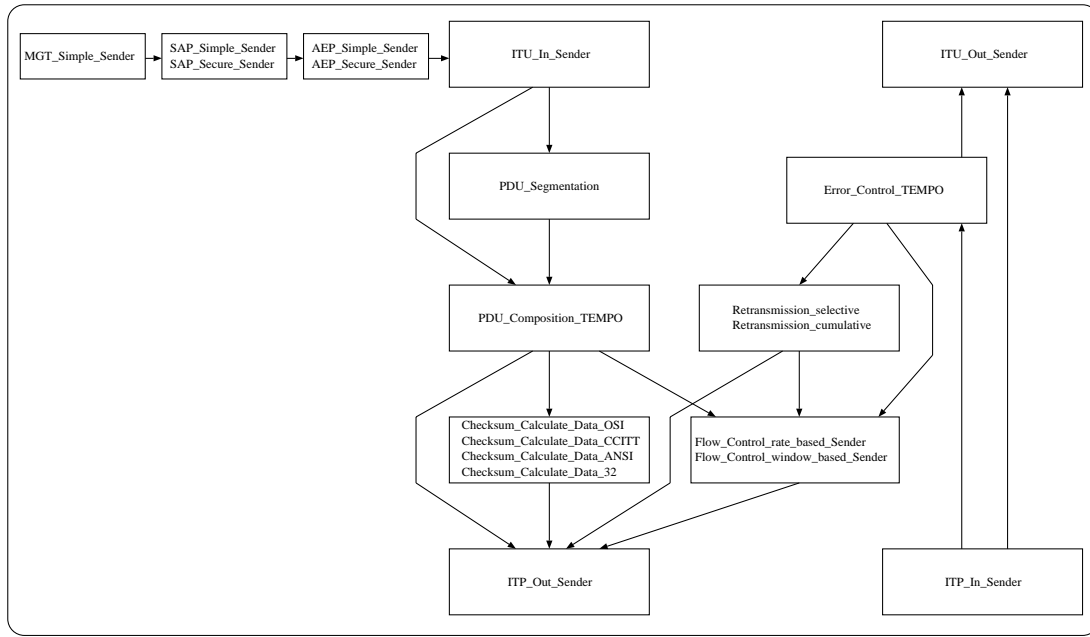 MGT_Simple_Sender
SAP_Simple_Sender
SAP_Secure_Sender
AEP_Simple_Sender
AEP_Secure_Sender
ITU_In_Sender
ITU_Out_Sender
PDU_Segmentation
Error_Control_TEMPO
PDU_Composition_TEMPO
Retransmission_selective
Retransmission_cumulative
Checksum_Calculate_Data_OSI
Checksum_Calculate_Data_CCITT
Checksum_Calculate_Data_ANSI
Checksum_Calculate_Data_32
Flow_Control_rate_based_Sender
Flow_Control_window_based_Sender
ITP_Out_Sender
ITP_In_Sender